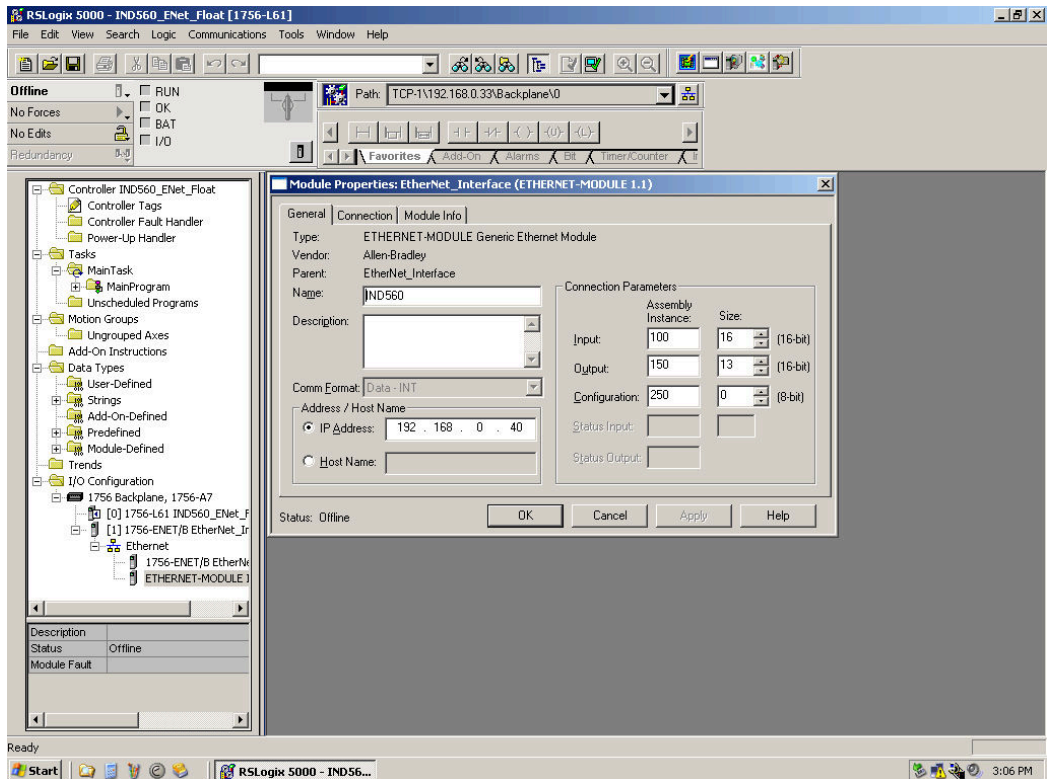 RSLogix 5000 - IND560_ENet_Float [1756-L61]
File Edit View Search Logic Communications Tools Window Help
Offline
RUN
No Forces
OK
No Edits
BAT
Redundancy
I/O
Path: TCP-1\192.168.0.33\Backplane\0
Favorites Add-On Alarms Bit Timer/Counter
Controller IND560_ENet_Float
Controller Tags
Controller Fault Handler
Power-Up Handler
Tasks
MainTask
MainProgram
Unscheduled Programs
Motion Groups
Ungrouped Axes
Add-On Instructions
Data Types
User-Defined
Strings
Add-On-Defined
Predefined
Module-Defined
Trends
I/O Configuration
1756 Backplane, 1756-A7
[0] 1756-L61 IND560_ENet_F
[1] 1756-ENET/B EtherNet_Ir
Ethernet
1756-ENET/B EtherNe
ETHERNET-MODULE I
Description
Status Offline
Module Fault
Module Properties: EtherNet_Interface (ETHERNET-MODULE 1.1)
General Connection Module Info
Type: ETHERNET-MODULE Generic Ethernet Module
Vendor: Allen-Bradley
Parent: EtherNet_Interface
Name: IND560
Description:
Comm Format: Data - INT
Address / Host Name
IP Address: 192 . 168 . 0 . 40
Host Name:
Connection Parameters
Assembly Instance: Size:
Input: 100 16 (16-bit)
Output: 150 13 (16-bit)
Configuration: 250 0 (8-bit)
Status Input:
Status Output:
Status: Offline
OK Cancel Apply Help
Ready
Start
RSLogix 5000 - IND56...
3:06 PM